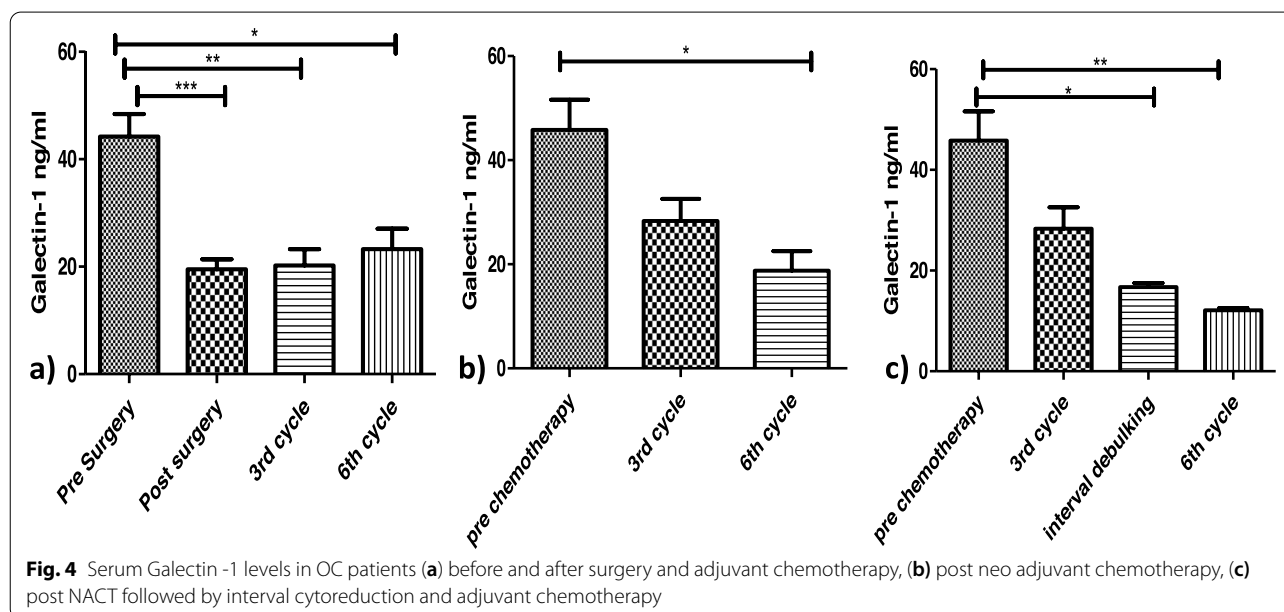 *
**
***
60
40
20
0
Galectin-1 ng/ml
a)
Pre Surgery
Post surgery
3rd cycle
6th cycle
*
60
40
20
0
Galectin-1 ng/ml
b)
pre chemotherapy
3rd cycle
6th cycle
**
*
60
40
20
0
Galectin-1 ng/ml
c)
pre chemotherapy
3rd cycle
interval debulking
6th cycle
Fig. 4 Serum Galectin -1 levels in OC patients (a) before and after surgery and adjuvant chemotherapy, (b) post neo adjuvant chemotherapy, (c)
post NACT followed by interval cytoreduction and adjuvant chemotherapy